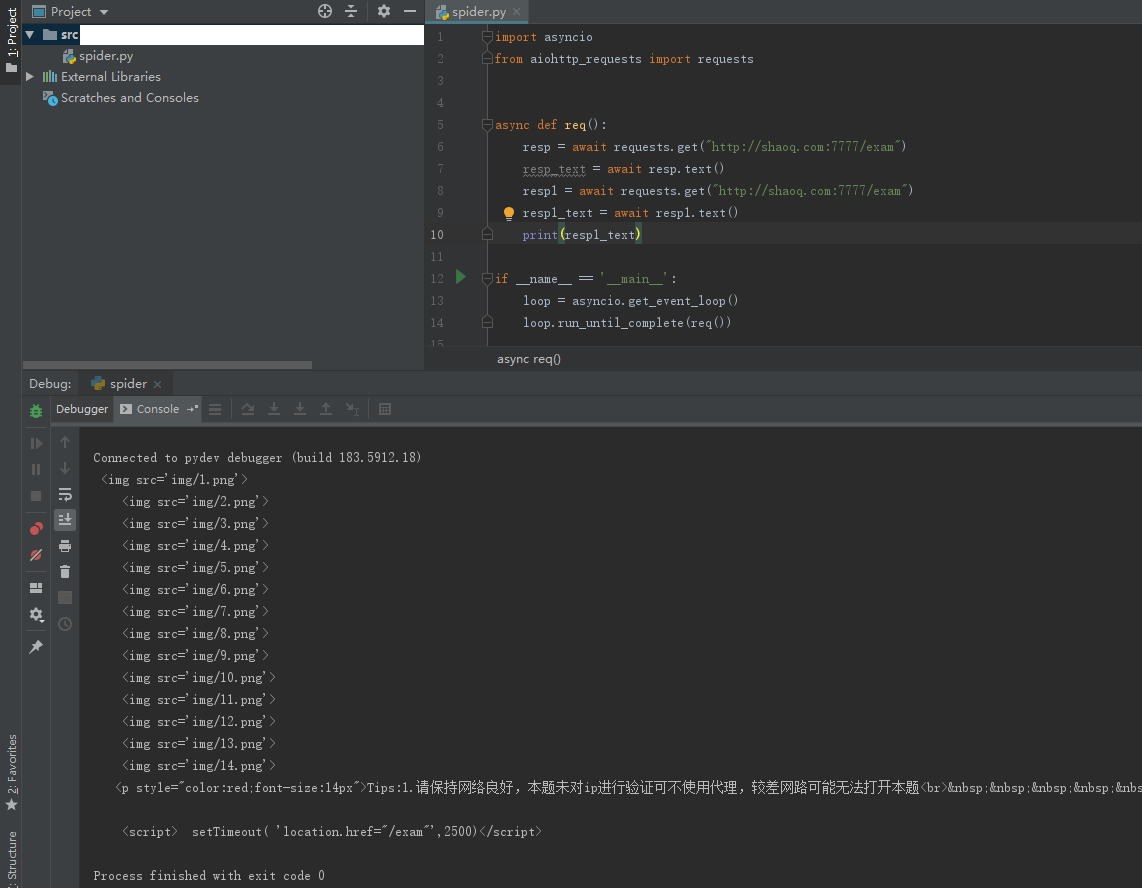 Project
spider.py
1: Project
src
spider.py
External Libraries
Scratches and Consoles
1 import asyncio
2 from aiohttp_requests import requests
3
4
5 async def req():
6 resp = await requests.get("http://shaoq.com:7777/exam")
7 resp_text = await resp.text()
8 resp1 = await requests.get("http://shaoq.com:7777/exam")
9 resp1_text = await resp1.text()
10 print(resp1_text)
11
12 if __name__ == '__main__':
13 loop = asyncio.get_event_loop()
14 loop.run_until_complete(req())
15
async req()
Debug: spider
Debugger Console
Connected to pydev debugger (build 183.5912.18)
<img src='img/1.png'>
<img src='img/2.png'>
<img src='img/3.png'>
<img src='img/4.png'>
<img src='img/5.png'>
<img src='img/6.png'>
<img src='img/7.png'>
<img src='img/8.png'>
<img src='img/9.png'>
<img src='img/10.png'>
<img src='img/11.png'>
<img src='img/12.png'>
<img src='img/13.png'>
<img src='img/14.png'>
<p style="color:red;font-size:14px">Tips:1.请保持网络良好，本题未对ip进行验证可不使用代理，较差网路可能无法打开本题<br>&nbsp;&nbsp;&nbsp;&nbsp;&nbs
<script> setTimeout( 'location.href="/exam"',2500)</script>
Process finished with exit code 0
2: Favorites
: Structure